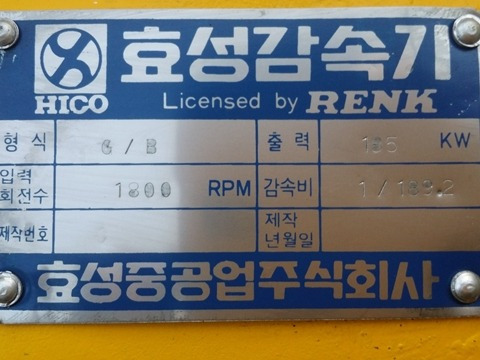 효성감속기
HICO
Licensed by RENK
형 식 G / B 출 력 KW
입력 회전수 1800 RPM 감속비
제작번호 제작 년월일
효성중공업주식회사